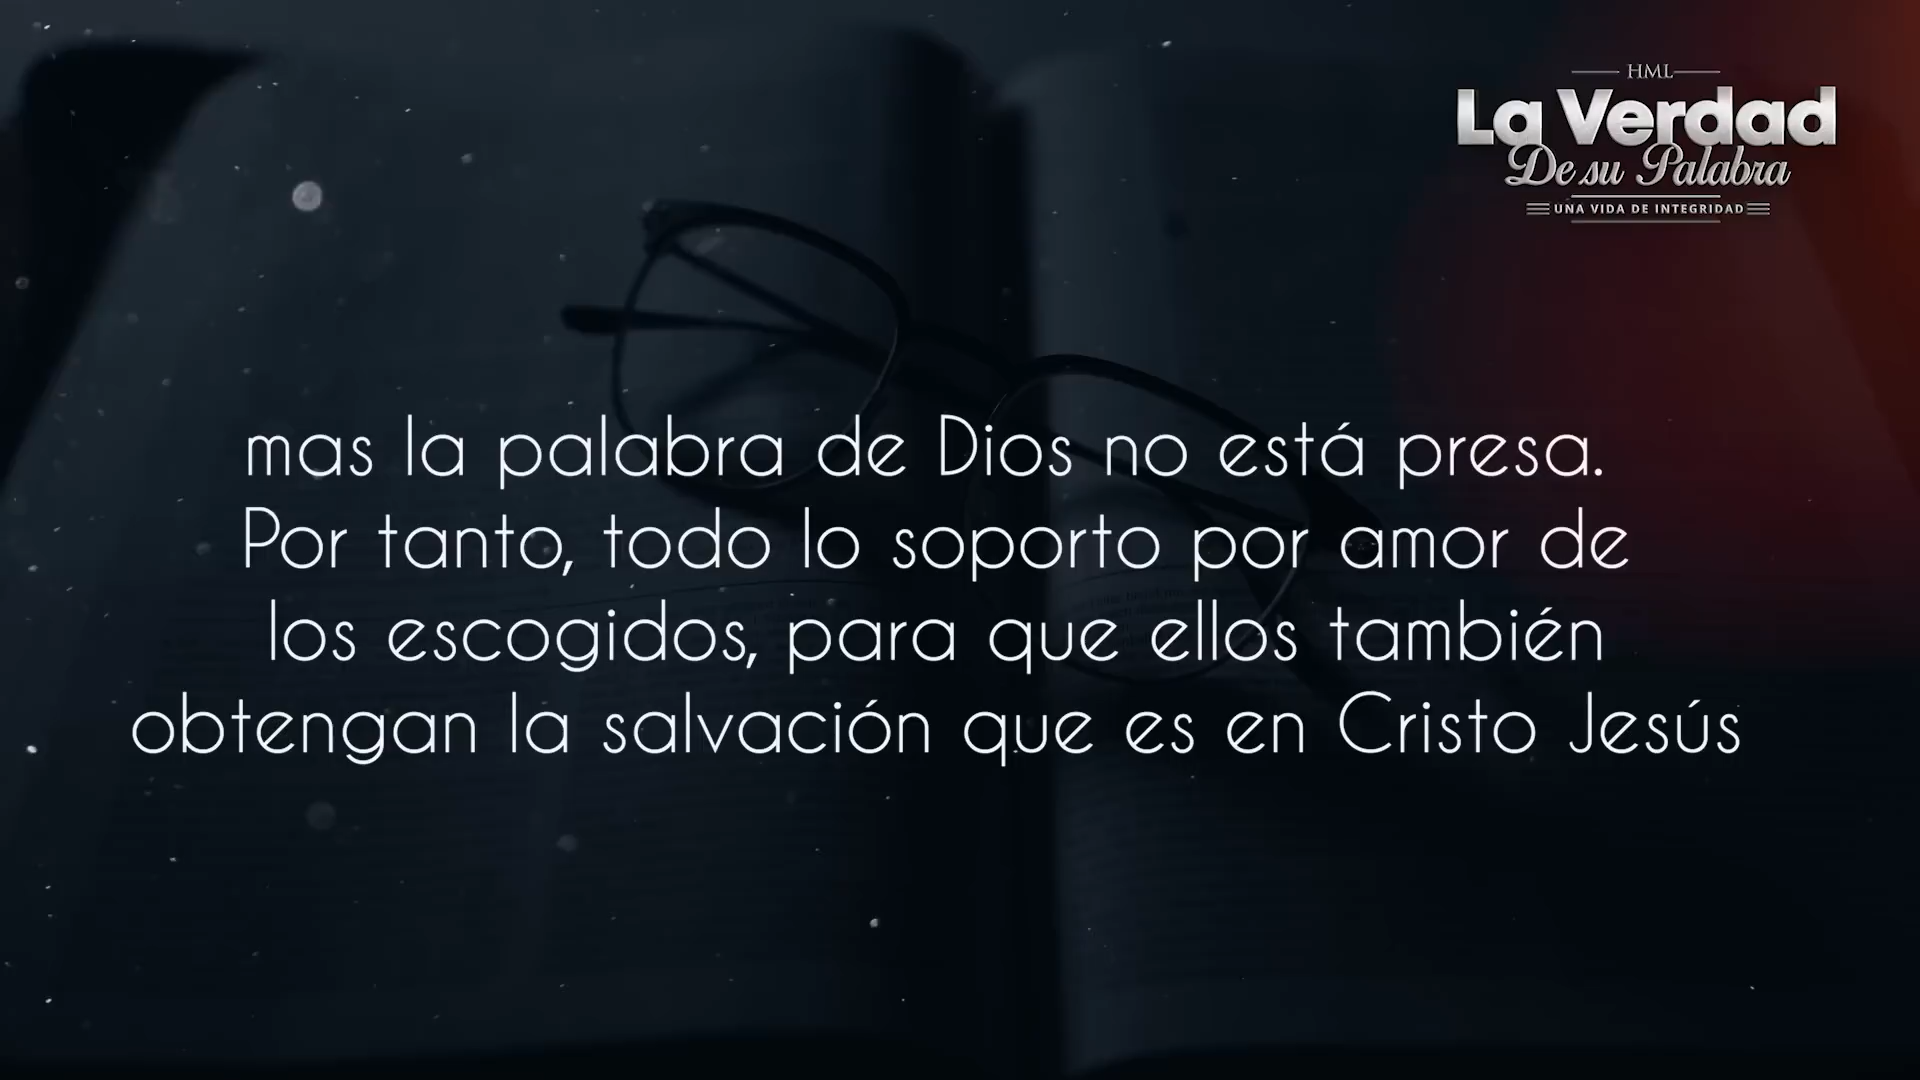 HML
La Verdad
De su Palabra
UNA VIDA DE INTEGRIDAD
mas la palabra de Dios no está presa.
Por tanto, todo lo soporto por amor de
los escogidos, para que ellos también
obtengan la salvación que es en Cristo Jesús